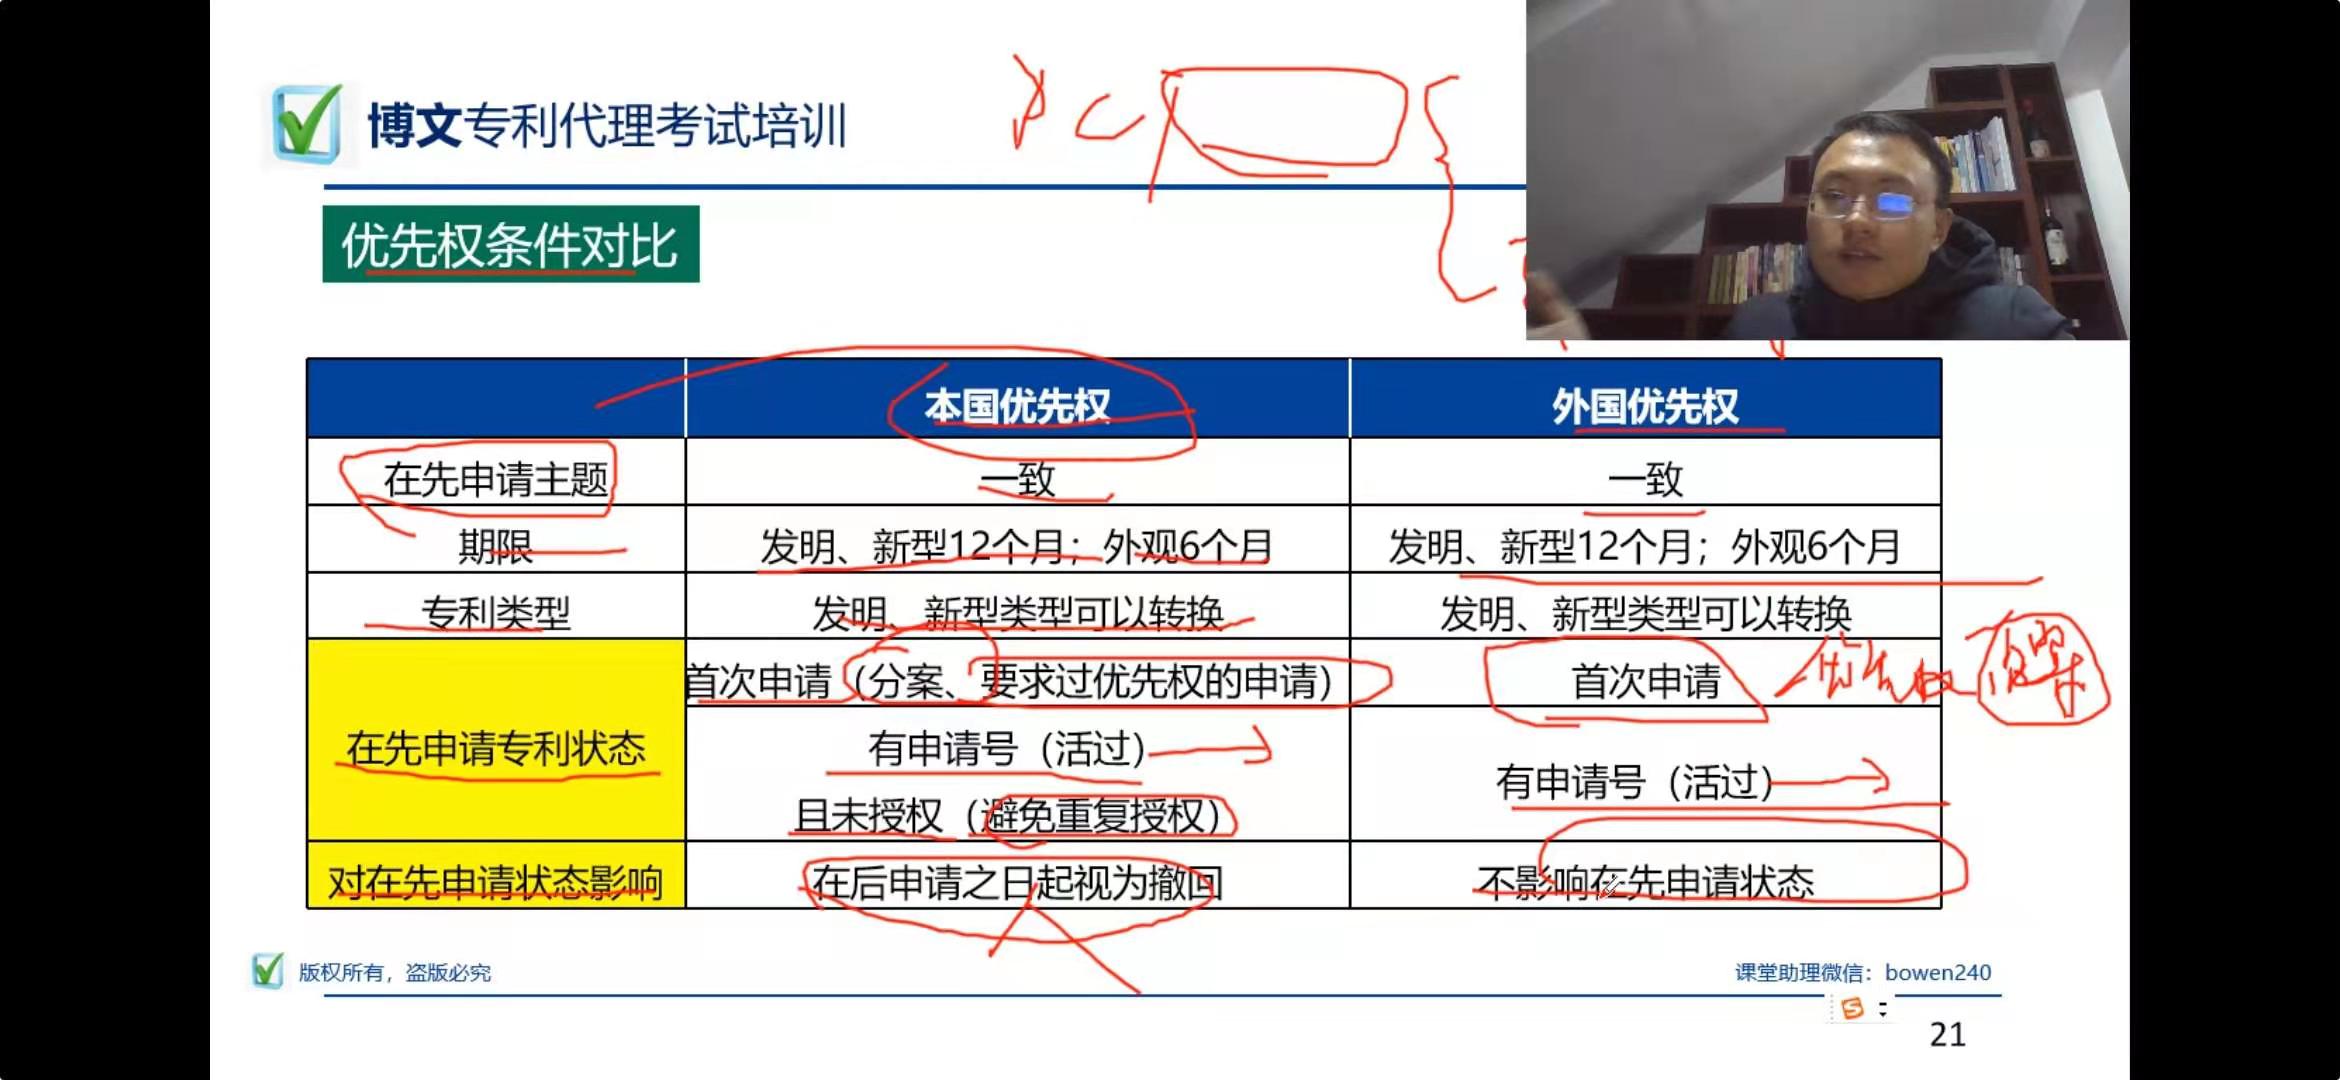 博文专利代理考试培训
优先权条件对比
本国优先权 外国优先权
在先申请主题 一致 一致
期限 发明、新型12个月；外观6个月 发明、新型12个月；外观6个月
专利类型 发明、新型类型可以转换 发明、新型类型可以转换
在先申请专利状态 首次申请（分案、要求过优先权的申请） 首次申请 优先权
有申请号（活过） 有申请号（活过）
且未授权（避免重复授权）
对在先申请状态影响 在后申请之日起视为撤回 不影响在先申请状态
版权所有，盗版必究 课堂助理微信：bowen240
21